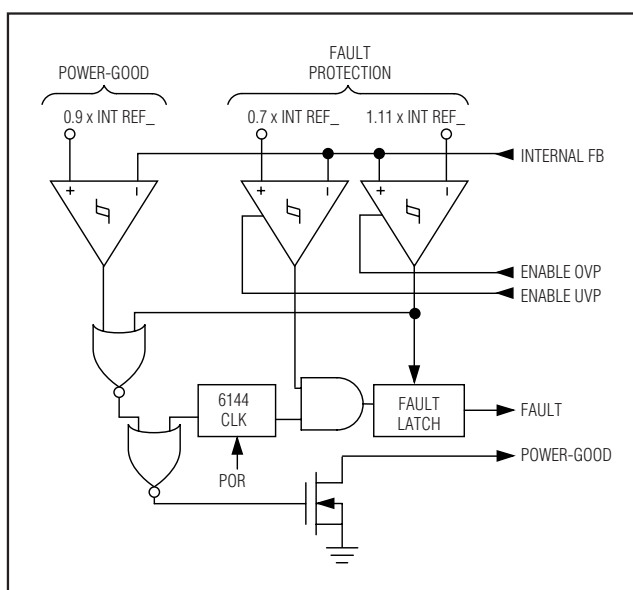 FAULT
PROTECTION
POWER-GOOD
0.9 x INT REF_
0.7 x INT REF_
1.11 x INT REF_
INTERNAL FB
+
-
+
-
+
-
ENABLE OVP
ENABLE UVP
6144
CLK
FAULT
LATCH
FAULT
POWER-GOOD
POR